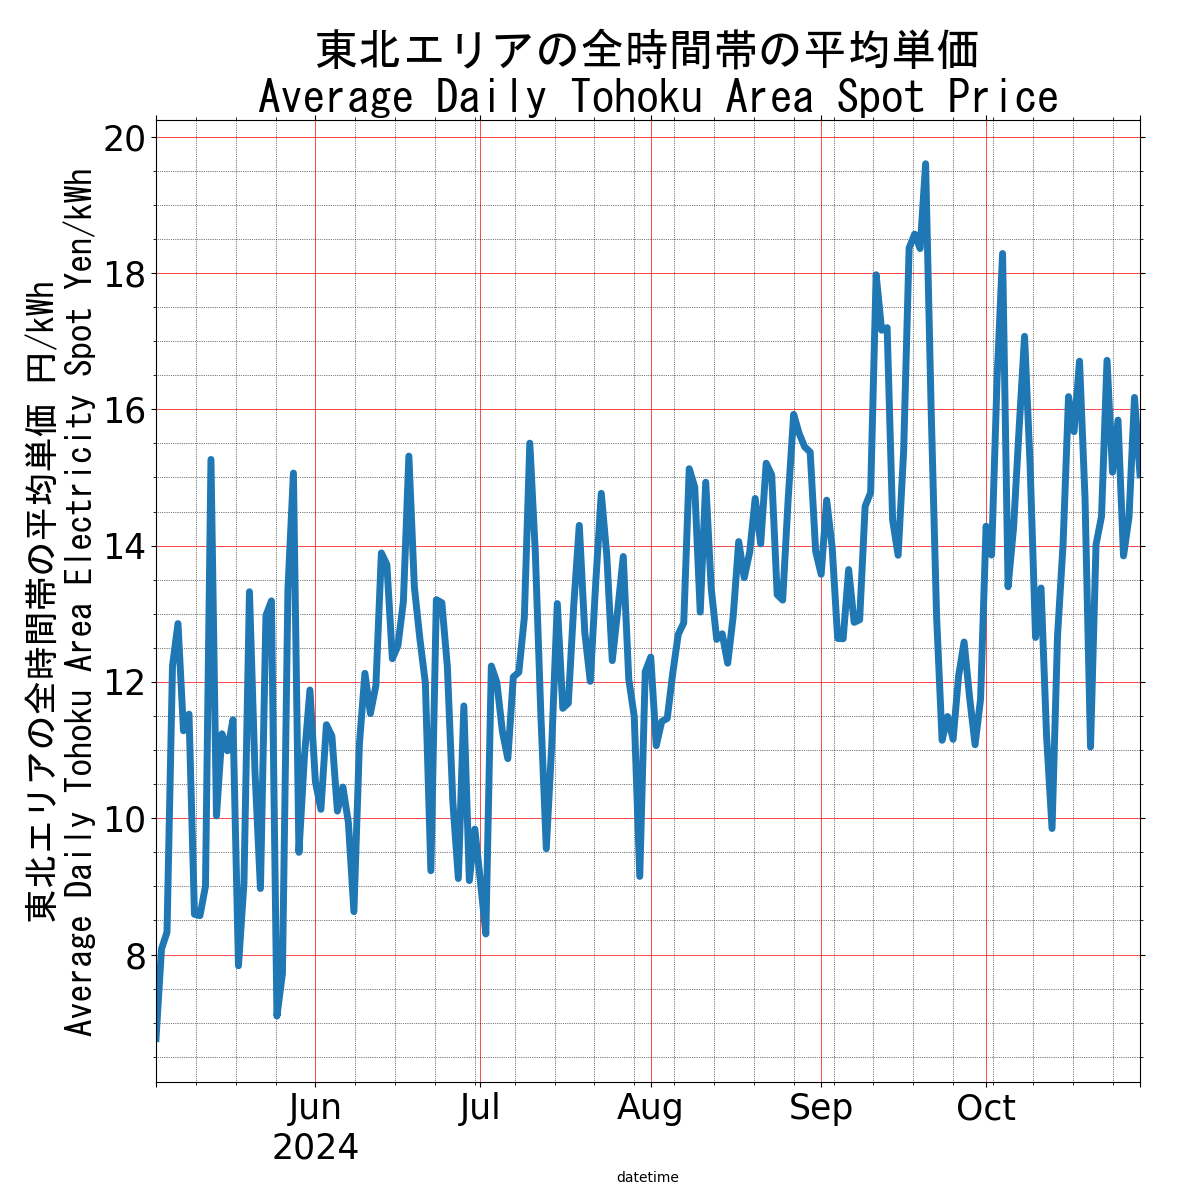 東北エリアの全時間帯の平均単価
Average Daily Tohoku Area Spot Price
東北エリアの全時間帯の平均単価 円/kWh
Average Daily Tohoku Area Electricity Spot Yen/kWh
20
18
16
14
12
10
8
Jun
2024
Jul
Aug
Sep
Oct
datetime